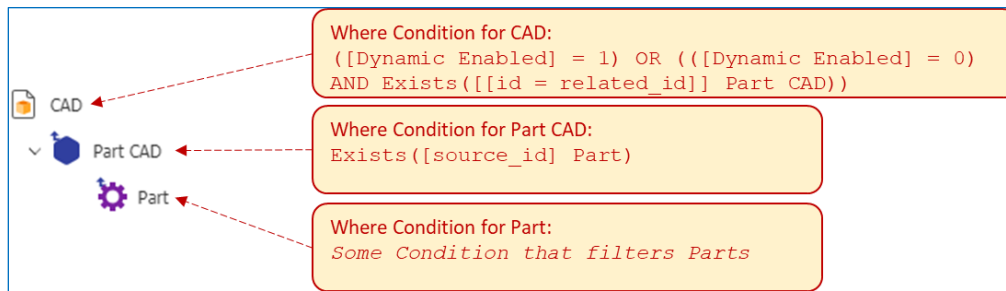 Where Condition for CAD:
([Dynamic Enabled] = 1) OR (([Dynamic Enabled] = 0)
AND Exists([[id = related_id]] Part CAD))
CAD
Where Condition for Part CAD:
Exists([source_id] Part)
Part CAD
Part
Where Condition for Part:
Some Condition that filters Parts